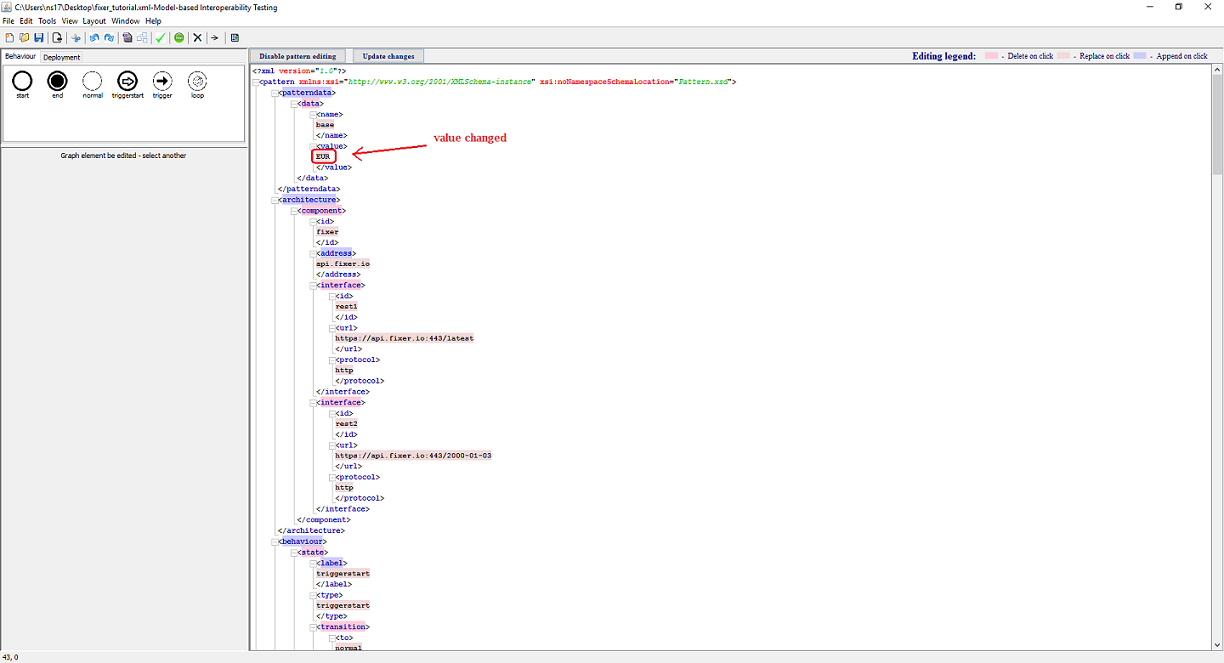 C:\Users\ns17\Desktop\fixer_tutorial.xml-Model-based Interoperability Testing
File Edit Tools View Layout Window Help
Behaviour Deployment
start end normal triggerstart trigger loop
Graph element be edited - select another
Disable pattern editing Update changes Editing legend: - Delete on click - Replace on click - Append on click
<?xml version="1.0"?>
<pattern xmlns:xsi="http://www.w3.org/2001/XMLSchema-instance" xsi:noNamespaceSchemaLocation="Pattern.xsd">
<patterndata>
<data>
<name>
base
</name>
<value>
EUR
value changed
</value>
</data>
</patterndata>
<architecture>
<component>
<id>
fixer
</id>
<address>
api.fixer.io
</address>
<interface>
<id>
rest1
</id>
<url>
https://api.fixer.io:443/latest
</url>
<protocol>
http
</protocol>
</interface>
<interface>
<id>
rest2
</id>
<url>
https://api.fixer.io:443/2000-01-03
</url>
<protocol>
http
</protocol>
</interface>
</component>
</architecture>
<behaviour>
<state>
<label>
triggerstart
</label>
<type>
triggerstart
</type>
<transition>
<to>
normal
43, 0